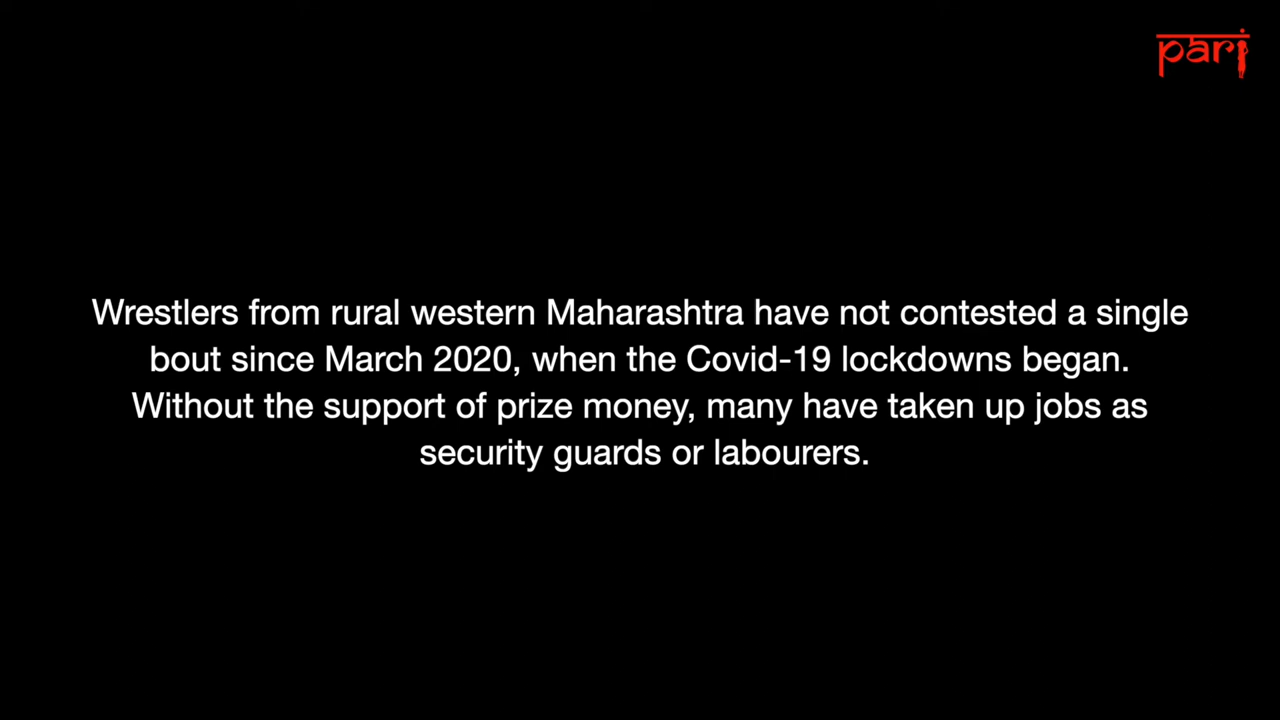 pari
Wrestlers from rural western Maharashtra have not contested a single
bout since March 2020, when the Covid-19 lockdowns began.
Without the support of prize money, many have taken up jobs as
security guards or labourers.